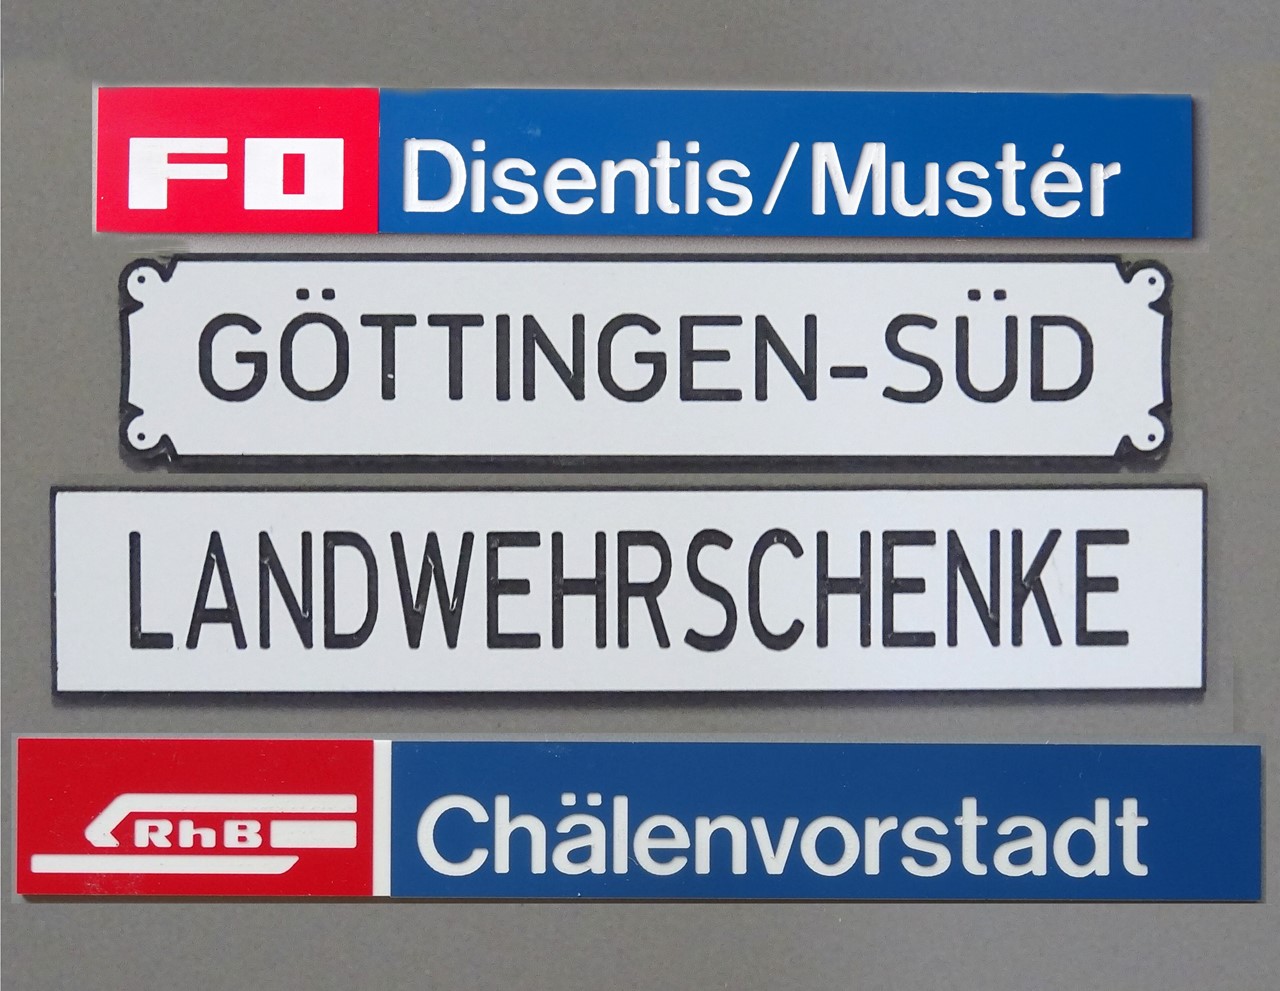 FO Disentis/Mustér
GÖTTINGEN-SÜD
LANDWEHRSCHENKE
RhB Chälenvorstadt